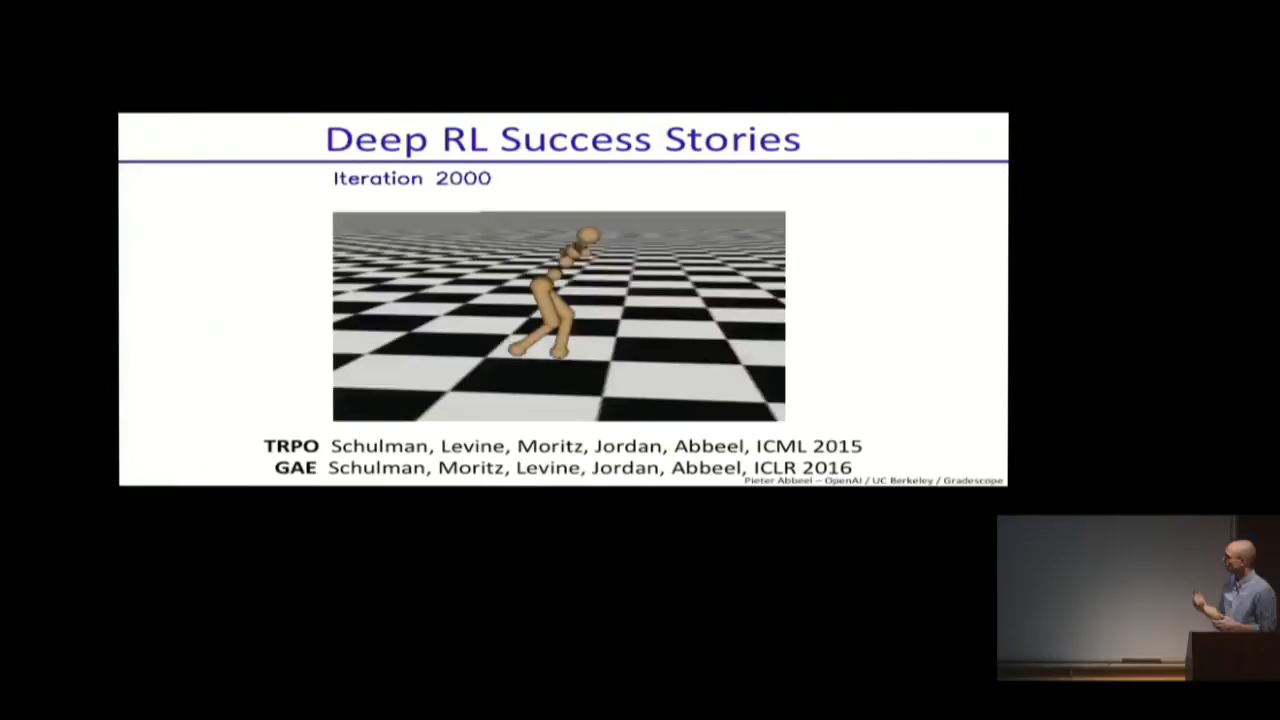 Deep RL Success Stories
Iteration 2000
TRPO Schulman, Levine, Moritz, Jordan, Abbeel, ICML 2015
GAE Schulman, Moritz, Levine, Jordan, Abbeel, ICLR 2016
Pieter Abbeel – OpenAI / UC Berkeley / Gradescope